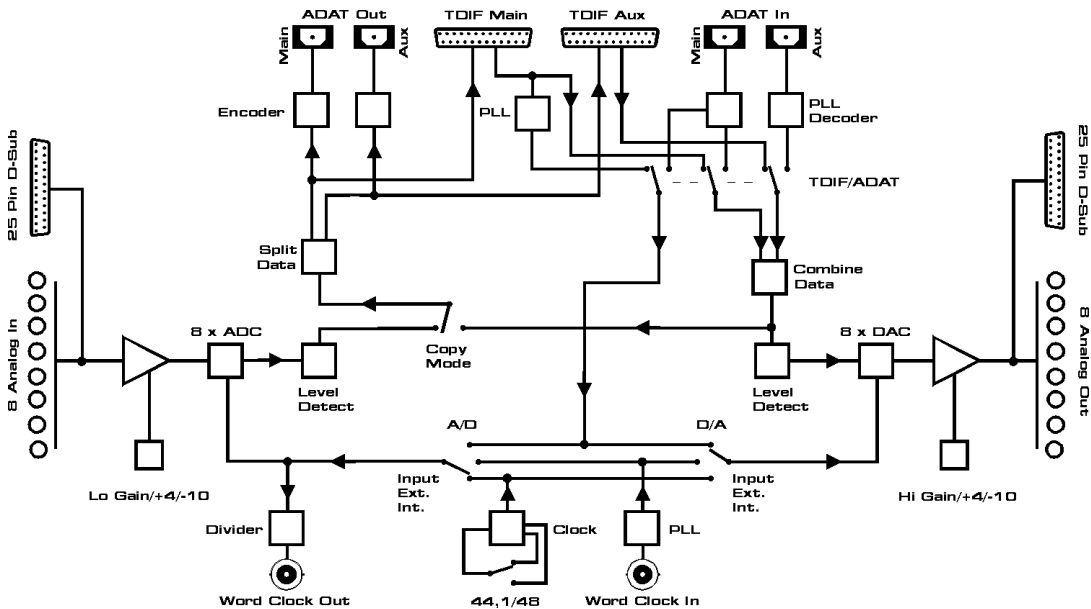 ADAT Out
TDIF Main
TDIF Aux
ADAT In
Main
Aux
Main
Aux
Encoder
PLL
PLL
Decoder
25 Pin D-Sub
25 Pin D-Sub
TDIF/ADAT
Split
Data
Combine
Data
8 Analog In
8 x ADC
Copy
Mode
8 x DAC
8 Analog Out
Level
Detect
Level
Detect
A/D
D/A
Lo Gain/+4/-10
Input
Ext.
Int.
Input
Ext.
Int.
Hi Gain/+4/-10
Divider
Clock
PLL
Word Clock Out
44,1/48
Word Clock In